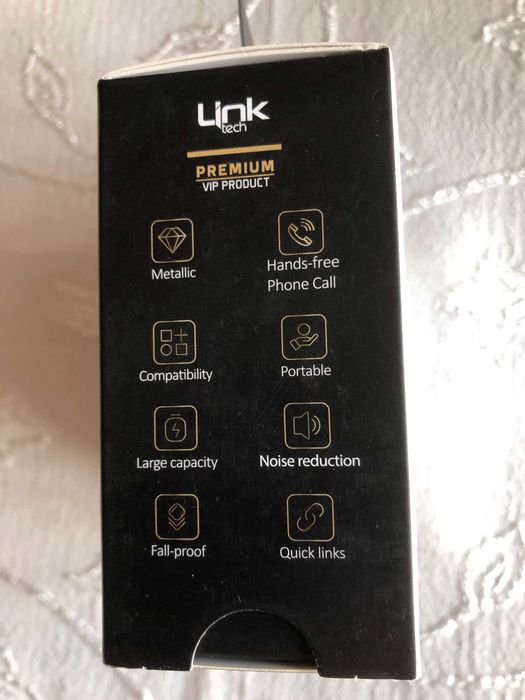 Link
tech
PREMIUM
VIP PRODUCT
Metallic
Hands-free
Phone Call
Compatibility
Portable
Large capacity
Noise reduction
Fall-proof
Quick links